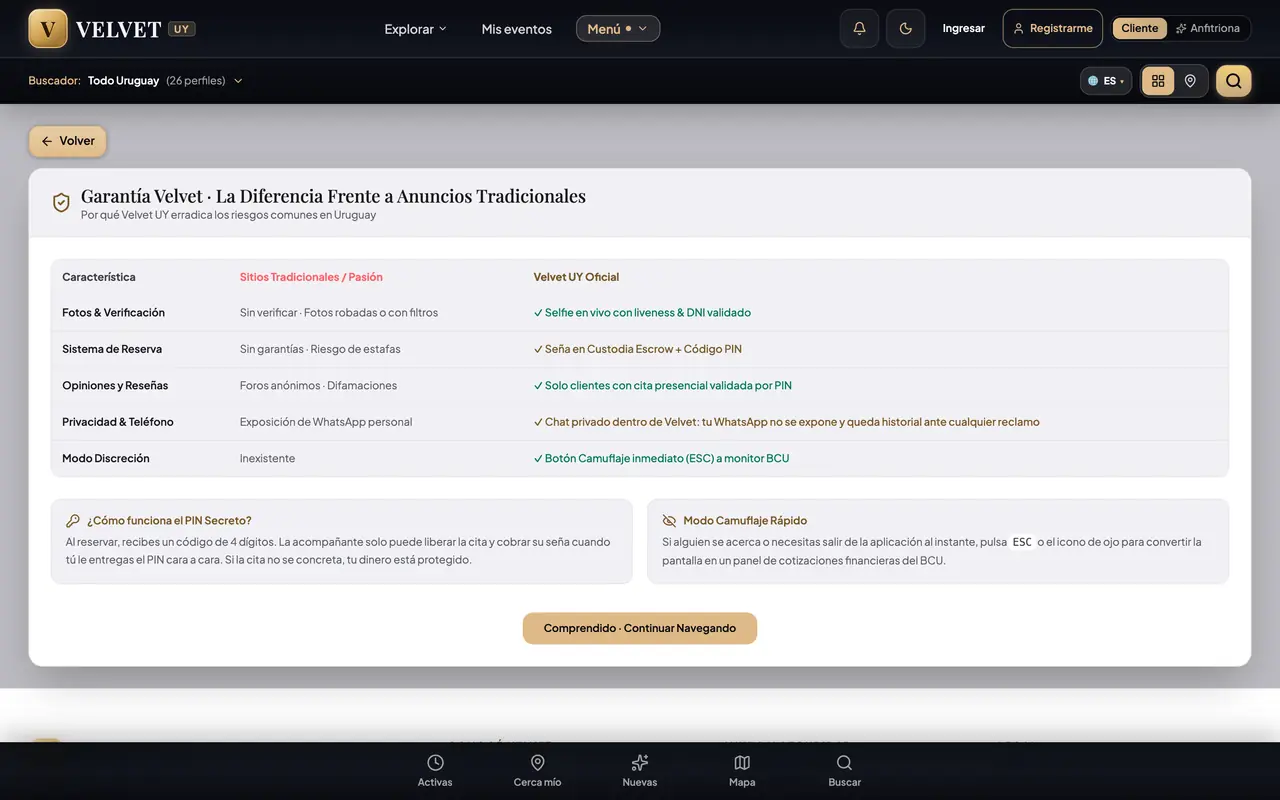 V VELVET UY
Explorar
Mis eventos
Menú
Ingresar
Registrarme
Cliente
Anfitriona
Buscador: Todo Uruguay (26 perfiles)
ES
Volver
Garantía Velvet · La Diferencia Frente a Anuncios Tradicionales
Por qué Velvet UY erradica los riesgos comunes en Uruguay
Característica Sitios Tradicionales / Pasión Velvet UY Oficial
Fotos & Verificación Sin verificar · Fotos robadas o con filtros ✓ Selfie en vivo con liveness & DNI validado
Sistema de Reserva Sin garantías · Riesgo de estafas ✓ Seña en Custodia Escrow + Código PIN
Opiniones y Reseñas Foros anónimos · Difamaciones ✓ Solo clientes con cita presencial validada por PIN
Privacidad & Teléfono Exposición de WhatsApp personal ✓ Chat privado dentro de Velvet: tu WhatsApp no se expone y queda historial ante cualquier reclamo
Modo Discreción Inexistente ✓ Botón Camuflaje inmediato (ESC) a monitor BCU
¿Cómo funciona el PIN Secreto?
Al reservar, recibes un código de 4 dígitos. La acompañante solo puede liberar la cita y cobrar su seña cuando
tú le entregas el PIN cara a cara. Si la cita no se concreta, tu dinero está protegido.
Modo Camuflaje Rápido
Si alguien se acerca o necesitas salir de la aplicación al instante, pulsa ESC o el icono de ojo para convertir la
pantalla en un panel de cotizaciones financieras del BCU.
Comprendido · Continuar Navegando
Activas
Cerca mío
Nuevas
Mapa
Buscar